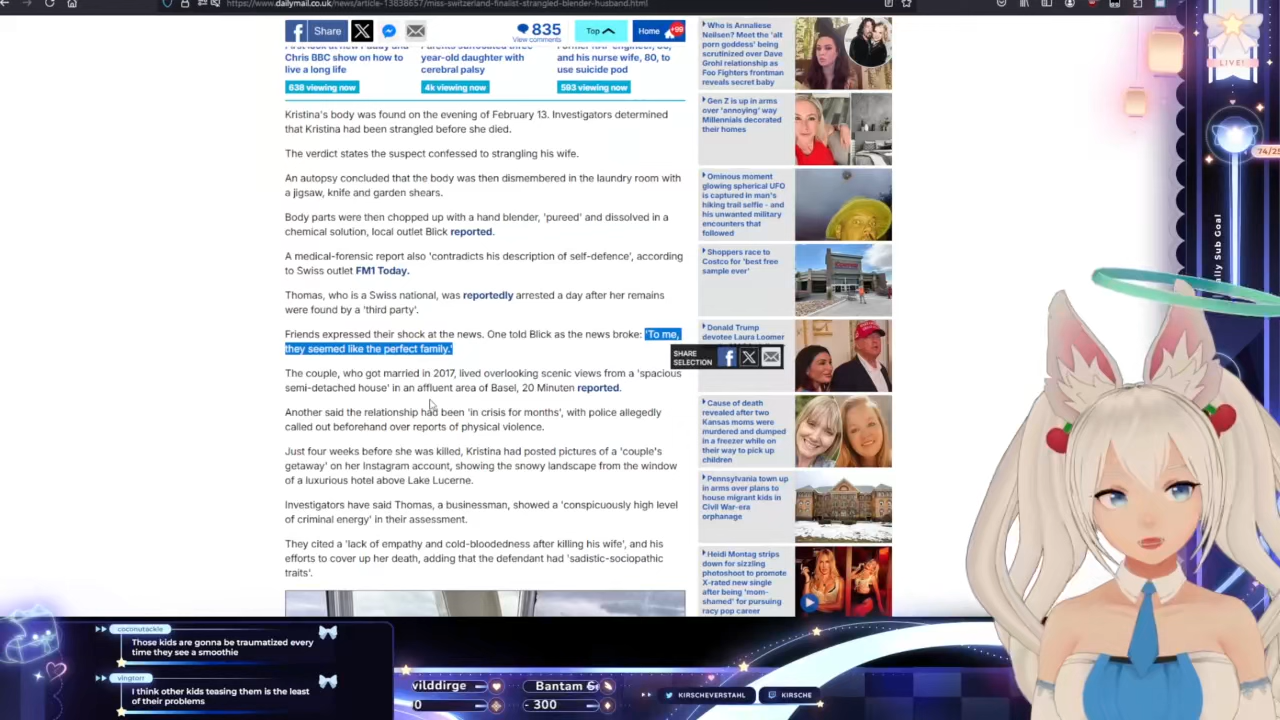 https://www.dailymail.co.uk/news/article-13838657/miss-switzerland-finalist-strangled-blender-husband.html
Share
835
View comments
Top
Home
+99
First look at new Paddy and
Chris BBC show on how to
live a long life
638 viewing now
Parents suffocated three-
year-old daughter with
cerebral palsy
4k viewing now
Former RAF engineer, 80,
and his nurse wife, 80, to
use suicide pod
593 viewing now
Kristina's body was found on the evening of February 13. Investigators determined
that Kristina had been strangled before she died.
The verdict states the suspect confessed to strangling his wife.
An autopsy concluded that the body was then dismembered in the laundry room with
a jigsaw, knife and garden shears.
Body parts were then chopped up with a hand blender, 'pureed' and dissolved in a
chemical solution, local outlet Blick reported.
A medical-forensic report also 'contradicts his description of self-defence', according
to Swiss outlet FM1 Today.
Thomas, who is a Swiss national, was reportedly arrested a day after her remains
were found by a 'third party'.
Friends expressed their shock at the news. One told Blick as the news broke: 'To me,
they seemed like the perfect family.'
The couple, who got married in 2017, lived overlooking scenic views from a 'spacious
semi-detached house' in an affluent area of Basel, 20 Minuten reported.
Another said the relationship had been 'in crisis for months', with police allegedly
called out beforehand over reports of physical violence.
Just four weeks before she was killed, Kristina had posted pictures of a 'couple's
getaway' on her Instagram account, showing the snowy landscape from the window
of a luxurious hotel above Lake Lucerne.
Investigators have said Thomas, a businessman, showed a 'conspicuously high level
of criminal energy' in their assessment.
They cited a 'lack of empathy and cold-bloodedness after killing his wife', and his
efforts to cover up her death, adding that the defendant had 'sadistic-sociopathic
traits'.
SHARE
SELECTION
Who is Annaliese
Neilsen? Meet the 'alt
porn goddess' being
scrutinized over Dave
Grohl relationship as
Foo Fighters frontman
reveals secret baby
Gen Z is up in arms
over 'annoying' way
Millennials decorated
their homes
Ominous moment
glowing spherical UFO
is captured in man's
hiking trail selfie - and
his unwanted military
encounters that
followed
Shoppers race to
Costco for 'best free
sample ever'
Donald Trump
devotee Laura Loomer
Cause of death
revealed after two
Kansas moms were
murdered and dumped
in a freezer while on
their way to pick up
children
Pennsylvania town up
in arms over plans to
house migrant kids in
Civil War-era
orphanage
Heidi Montag strips
down for sizzling
photoshoot to promote
X-rated new single
after being 'mom-
shamed' for pursuing
racy pop career
LIVE!
74/25
Sub Goal
coconutackle
Those kids are gonna be traumatized every
time they see a smoothie
vingtorr
I think other kids teasing them is the least
of their problems
vilddirge
0
Bantam
- 300
KIRSCHEVERSTAHL
KIRSCHE